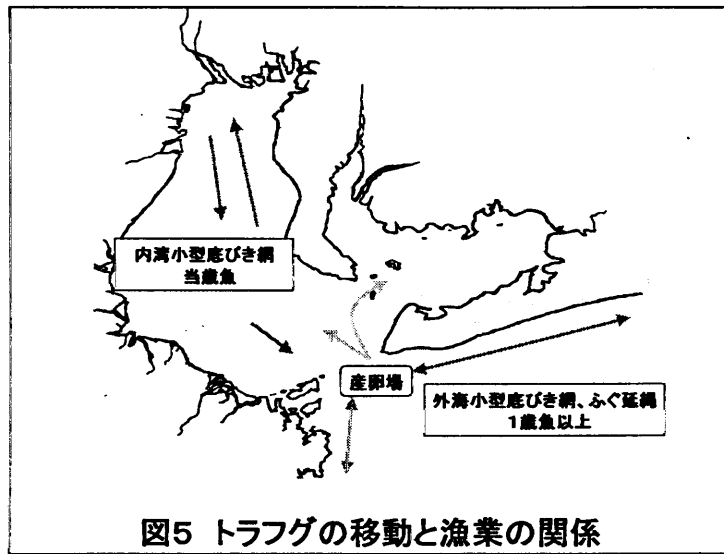 内湾小型底びき網
当歳魚
産卵場
外海小型底びき網、ふぐ延縄
1歳魚以上
図5 トラフグの移動と漁業の関係